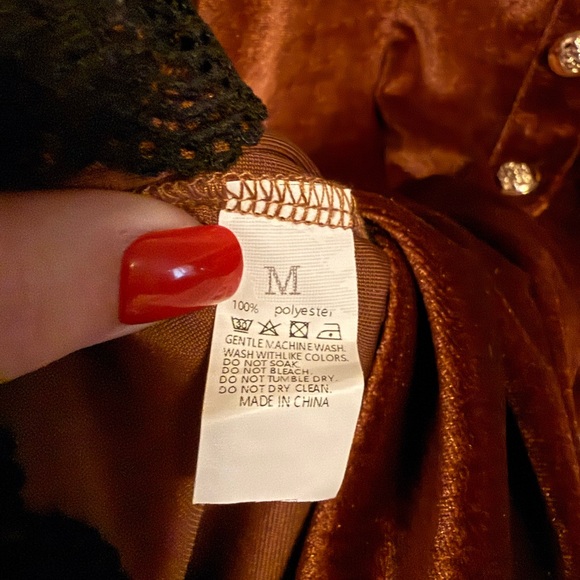 M
100% polyester
GENTLE MACHINE WASH.
WASH WITH LIKE COLORS.
DO NOT SOAK.
DO NOT BLEACH.
DO NOT TUMBLE DRY.
DO NOT DRY CLEAN.
MADE IN CHINA